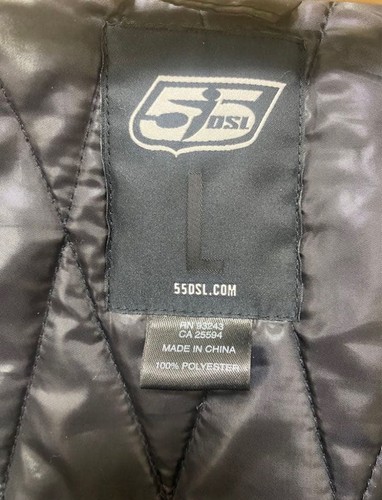 55DSL
L
55DSL.COM
RN 93243
CA 25594
MADE IN CHINA
100% POLYESTER